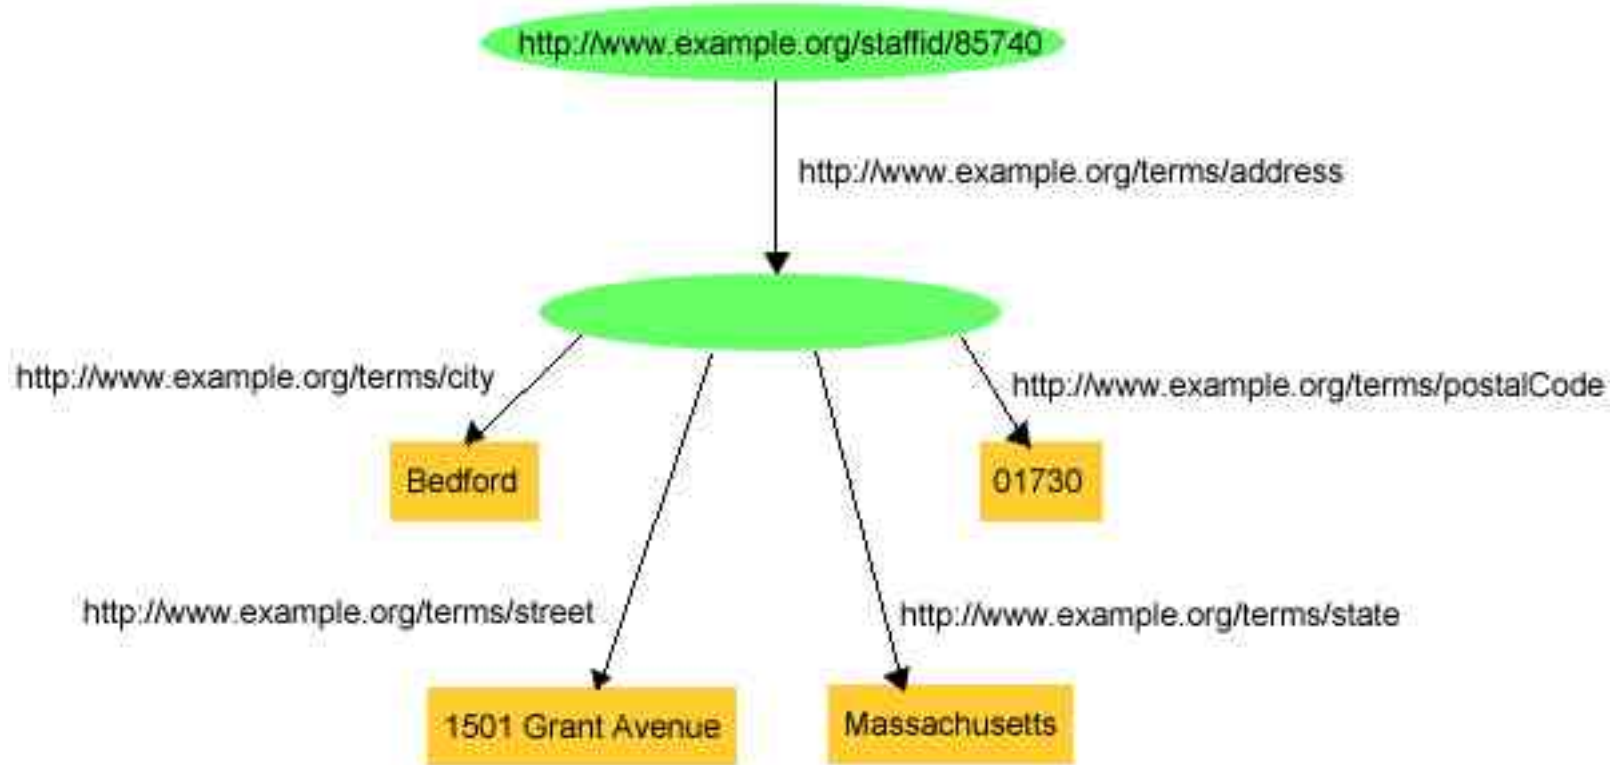 http://www.example.org/staffid/85740
http://www.example.org/terms/address
http://www.example.org/terms/city
http://www.example.org/terms/postalCode
Bedford
01730
http://www.example.org/terms/street
http://www.example.org/terms/state
1501 Grant Avenue
Massachusetts